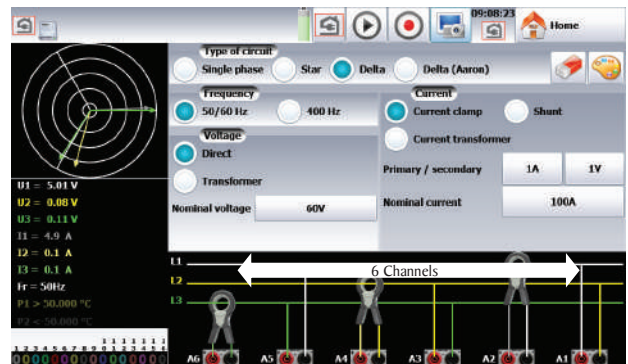 09:08:23
Home
Type of circuit
Single phase Star Delta Delta (Aaron)
Frequency
50/60 Hz 400 Hz
Current
Current clamp Shunt
Current transformer
Voltage
Direct
Transformer
Primary / secondary 1A 1V
Nominal voltage 60V
Nominal current 100A
U1 = 5.01 V
U2 = 0.08 V
U3 = 0.11 V
I1 = 4.9 A
I2 = 0.1 A
I3 = 0.1 A
Fr = 50Hz
P1 > 50.000 °C
P2 < 50.000 °C
L1
L2
L3
6 Channels
A6 A5 A4 A3 A2 A1